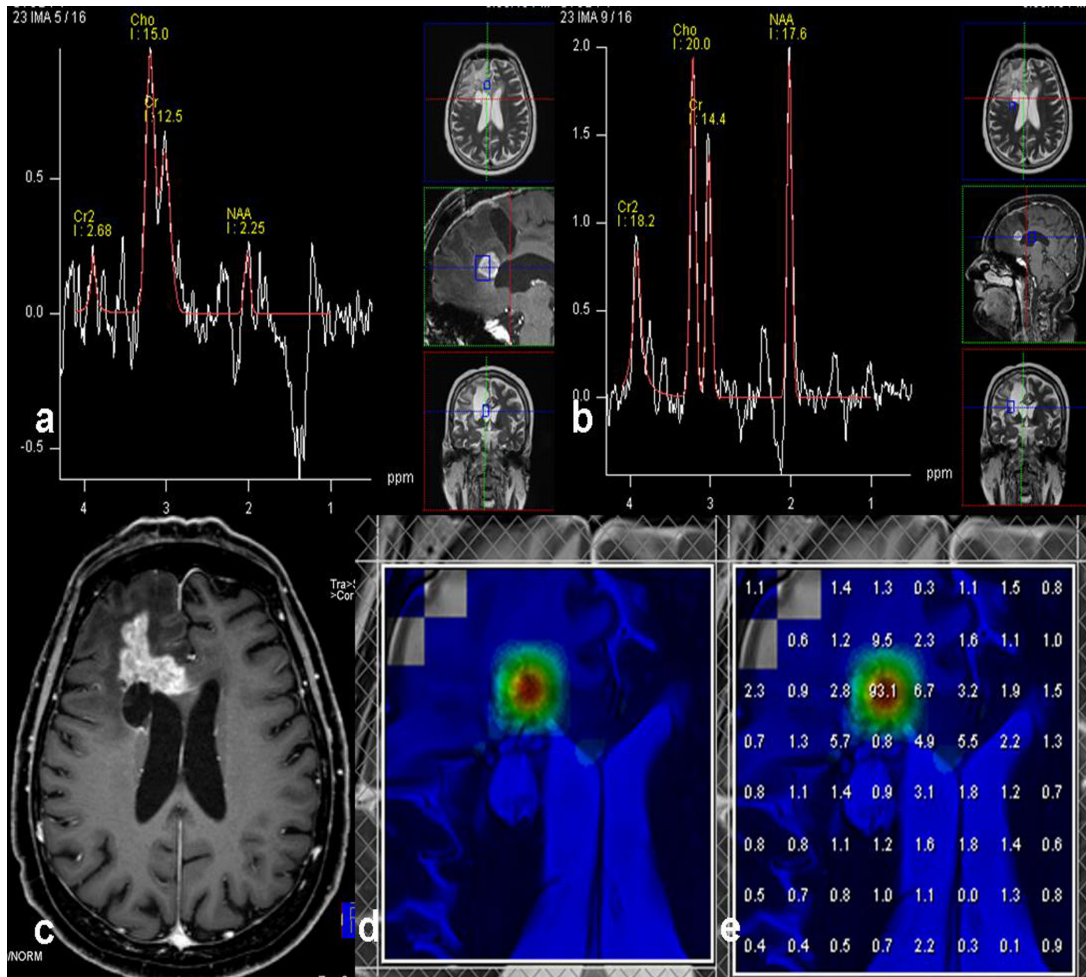 23 IMA 5 / 16
Cho
I : 15.0
Cr
I : 12.5
0.5
Cr2
I : 2.68
NAA
I : 2.25
0.0
-0.5
a
ppm
4 3 2 1
23 IMA 9 / 16
2.0
Cho
I : 20.0
NAA
I : 17.6
Cr
I : 14.4
1.5
1.0
Cr2
I : 18.2
0.5
0.0
b
ppm
4 3 2 1
Tra>
>Cor
c
/NORM
d
1.1 1.4 1.3 0.3 1.1 1.5 0.8
0.6 1.2 9.5 2.3 1.6 1.1 1.0
2.3 0.9 2.8 93.1 6.7 3.2 1.9 1.5
0.7 1.3 5.7 0.8 4.9 5.5 2.2 1.3
0.8 1.1 1.4 0.9 3.1 1.8 1.2 0.7
0.8 0.8 1.1 1.2 1.6 1.8 1.4 0.6
0.5 0.7 0.8 1.0 1.1 0.0 1.3 0.8
0.4 0.4 0.5 0.7 2.2 0.3 0.1 0.9
e